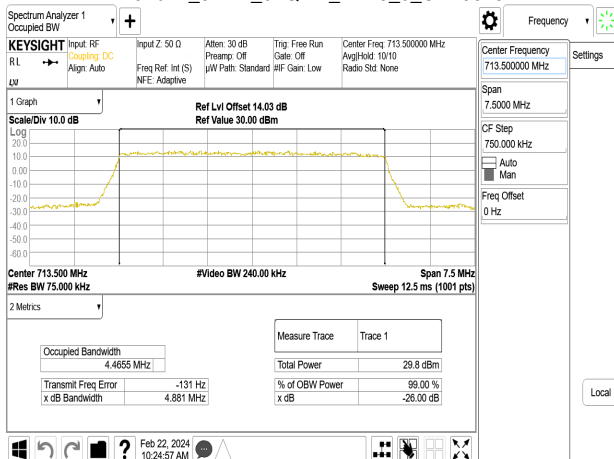 Spectrum Analyzer 1
Occupied BW
Frequency
KEYSIGHT
RL
LXI
Input: RF
Coupling: DC
Align: Auto
Input Z: 50 Ω
Freq Ref: Int (S)
NFE: Adaptive
Atten: 30 dB
Preamp: Off
µW Path: Standard
Trig: Free Run
Gate: Off
#IF Gain: Low
Center Freq: 713.500000 MHz
Avg|Hold: 10/10
Radio Std: None
Center Frequency
713.500000 MHz
Settings
Span
7.5000 MHz
CF Step
750.000 kHz
Auto
Man
Freq Offset
0 Hz
Local
1 Graph
Scale/Div 10.0 dB
Ref Lvl Offset 14.03 dB
Ref Value 30.00 dBm
Log
20.0
10.0
0.00
-10.0
-20.0
-30.0
-40.0
-50.0
-60.0
Center 713.500 MHz
#Video BW 240.00 kHz
Span 7.5 MHz
#Res BW 75.000 kHz
Sweep 12.5 ms (1001 pts)
2 Metrics
Measure Trace Trace 1
Occupied Bandwidth
4.4655 MHz
Total Power 29.8 dBm
Transmit Freq Error -131 Hz
% of OBW Power 99.00 %
x dB Bandwidth 4.881 MHz
x dB -26.00 dB
?
Feb 22, 2024
10:24:57 AM